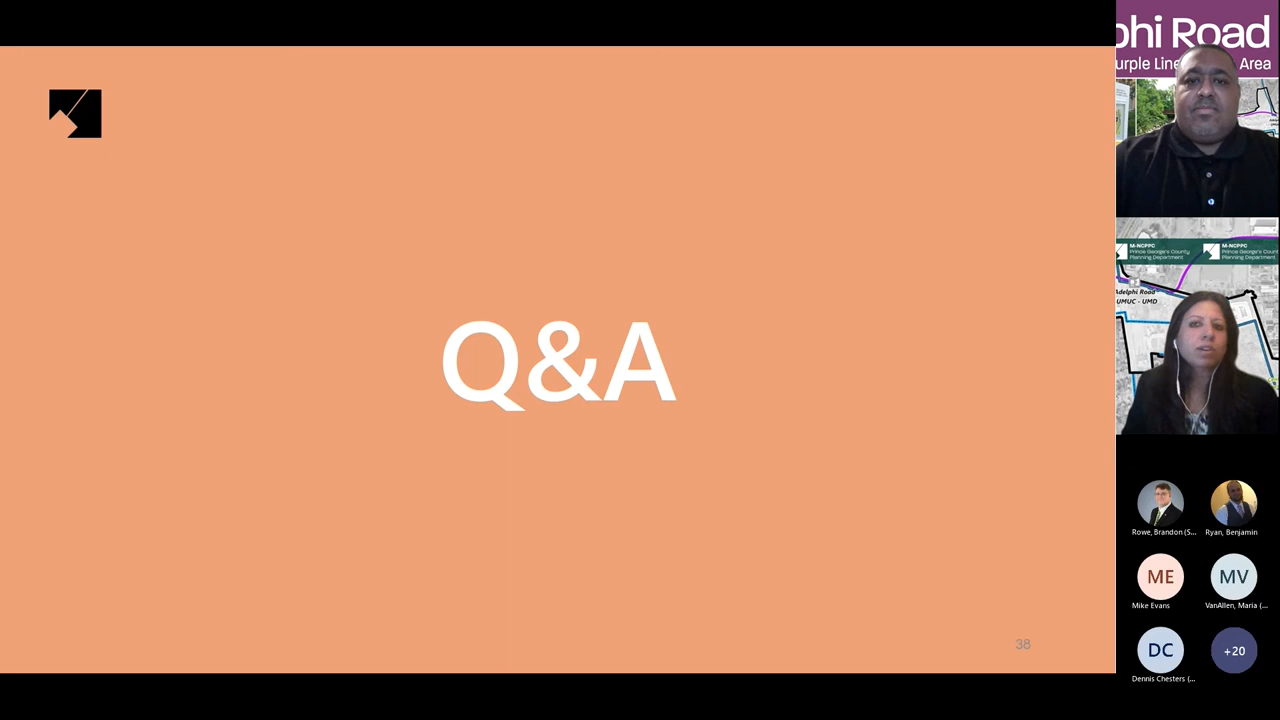 Q&A
38
phi Road
urple Line
Area
M-NCPPC
Prince George's County
Planning Department
M-NCPPC
Prince George's Coun
Planning Department
Adelphi Road
UMUC - UMD
Rowe, Brandon (S...
Ryan, Benjamin
ME
MV
Mike Evans
VanAllen, Maria (...
DC
+20
Dennis Chesters (...